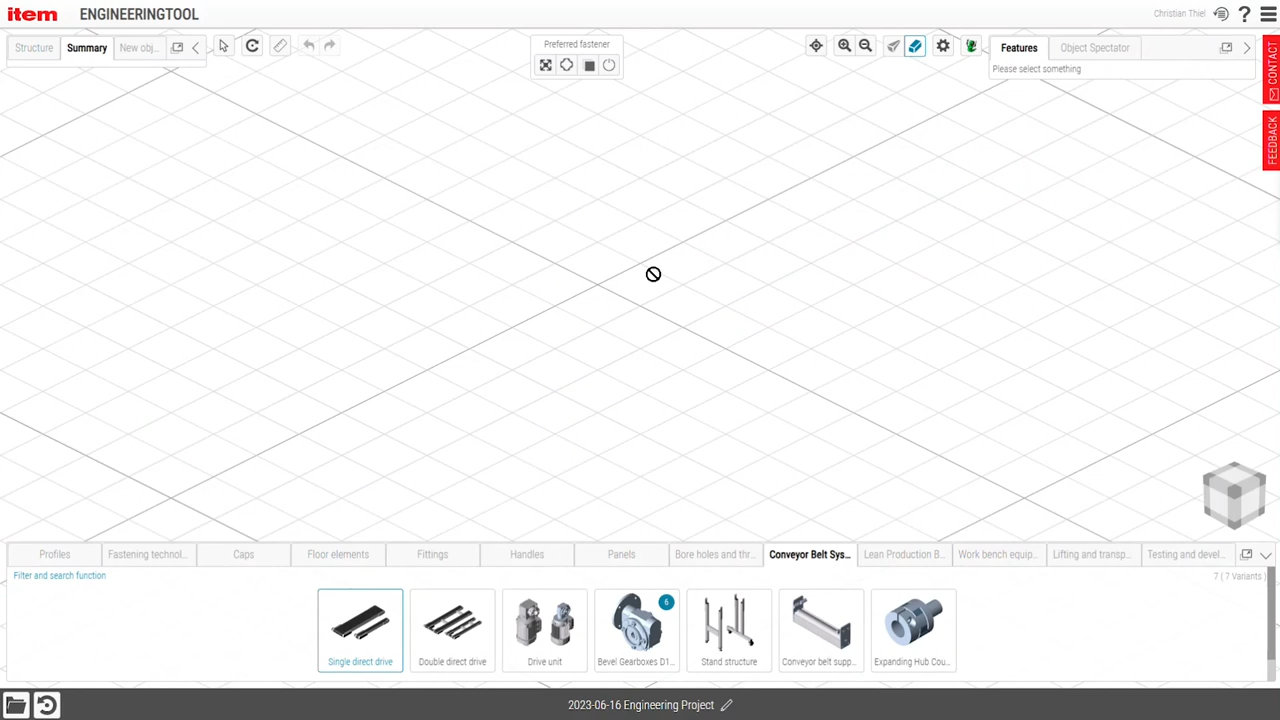 item ENGINEERINGTOOL
Christian Thiel
?
Structure Summary New obj...
Preferred fastener
Features Object Spectator
Please select something
CONTACT
FEEDBACK
Profiles Fastening technol... Caps Floor elements Fittings Handles Panels Bore holes and thr... Conveyor Belt Sys... Lean Production B... Work bench equip... Lifting and transp... Testing and devel...
Filter and search function
7 ( 7 Variants )
6
Single direct drive Double direct drive Drive unit Bevel Gearboxes D1... Stand structure Conveyor belt supp... Expanding Hub Cou...
2023-06-16 Engineering Project